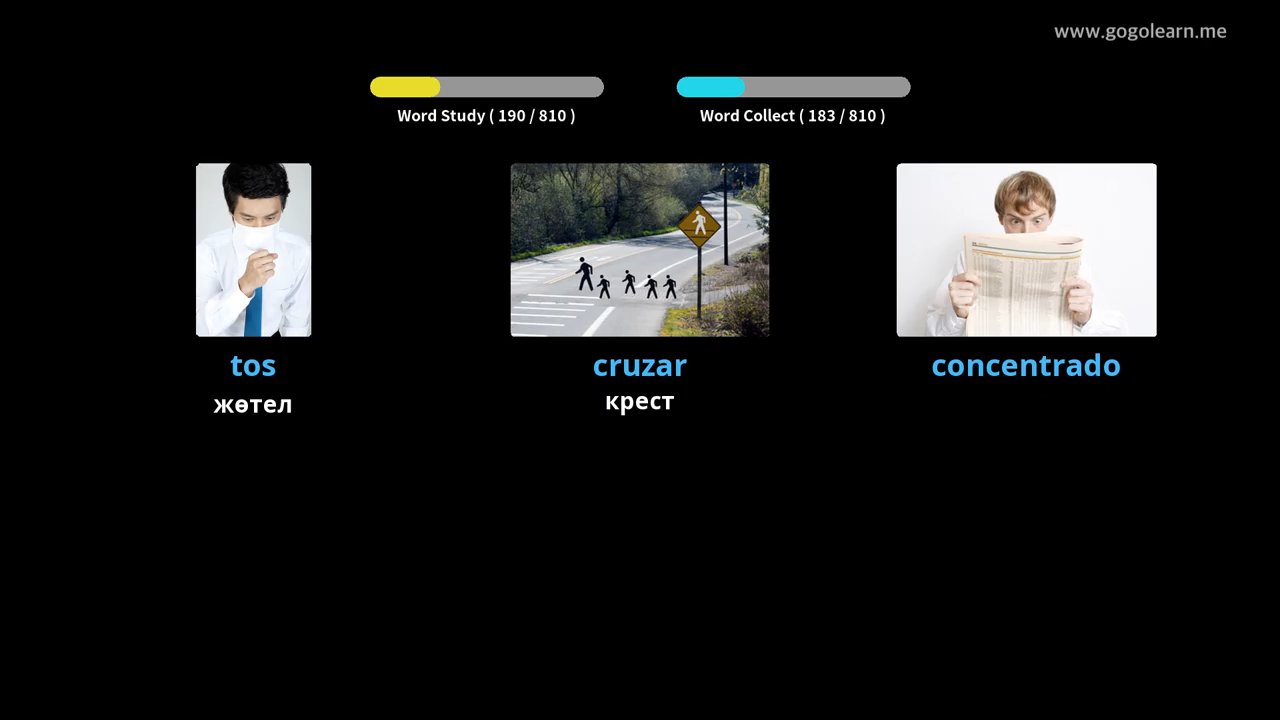 www.gogolearn.me
Word Study ( 190 / 810 )
Word Collect ( 183 / 810 )
tos
жөтел
cruzar
крест
concentrado